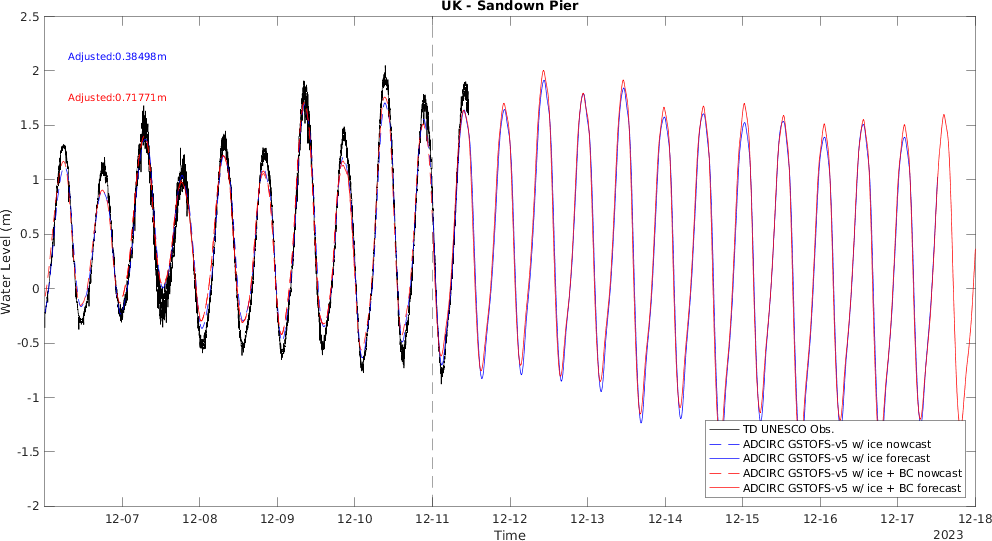 UK - Sandown Pier
2.5
2
1.5
1
0.5
0
-0.5
-1
-1.5
-2
Water Level (m)
Adjusted:0.38498m
Adjusted:0.71771m
TD UNESCO Obs.
ADCIRC GSTOFS-v5 w/ ice nowcast
ADCIRC GSTOFS-v5 w/ ice forecast
ADCIRC GSTOFS-v5 w/ ice + BC nowcast
ADCIRC GSTOFS-v5 w/ ice + BC forecast
12-07 12-08 12-09 12-10 12-11 12-12 12-13 12-14 12-15 12-16 12-17 12-18
Time
2023